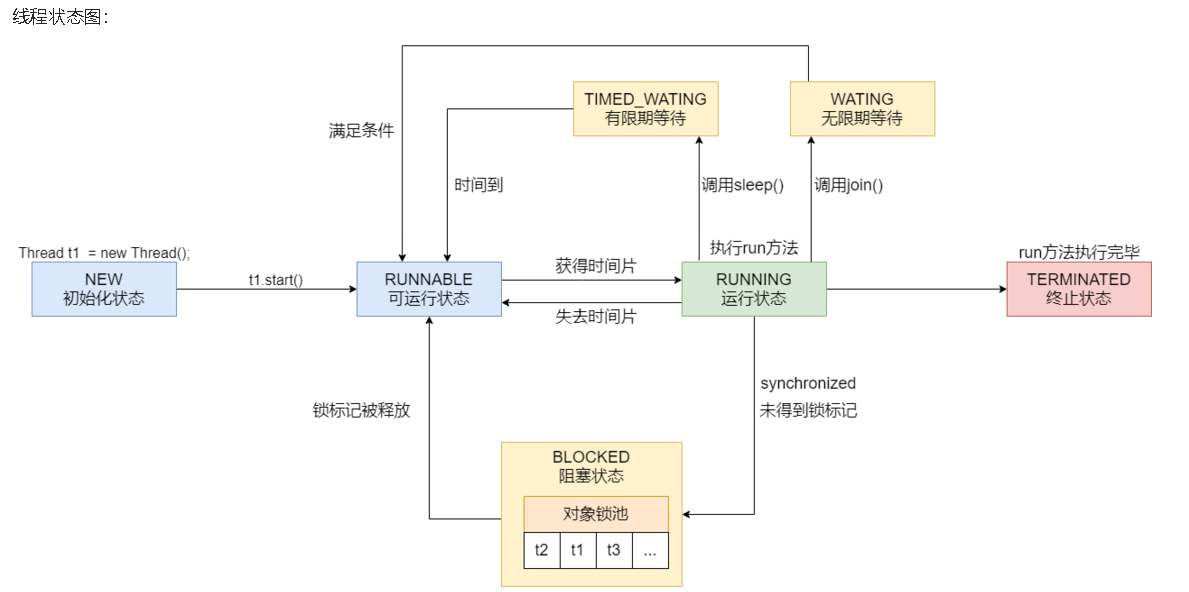 线程状态图：
TIMED_WATING
有限期等待
WATING
无限期等待
满足条件
时间到
调用sleep()
调用join()
Thread t1  = new Thread();
执行run方法
run方法执行完毕
NEW
初始化状态
t1.start()
RUNNABLE
可运行状态
获得时间片
失去时间片
RUNNING
运行状态
TERMINATED
终止状态
锁标记被释放
synchronized
未得到锁标记
BLOCKED
阻塞状态
对象锁池
t2 t1 t3 ...